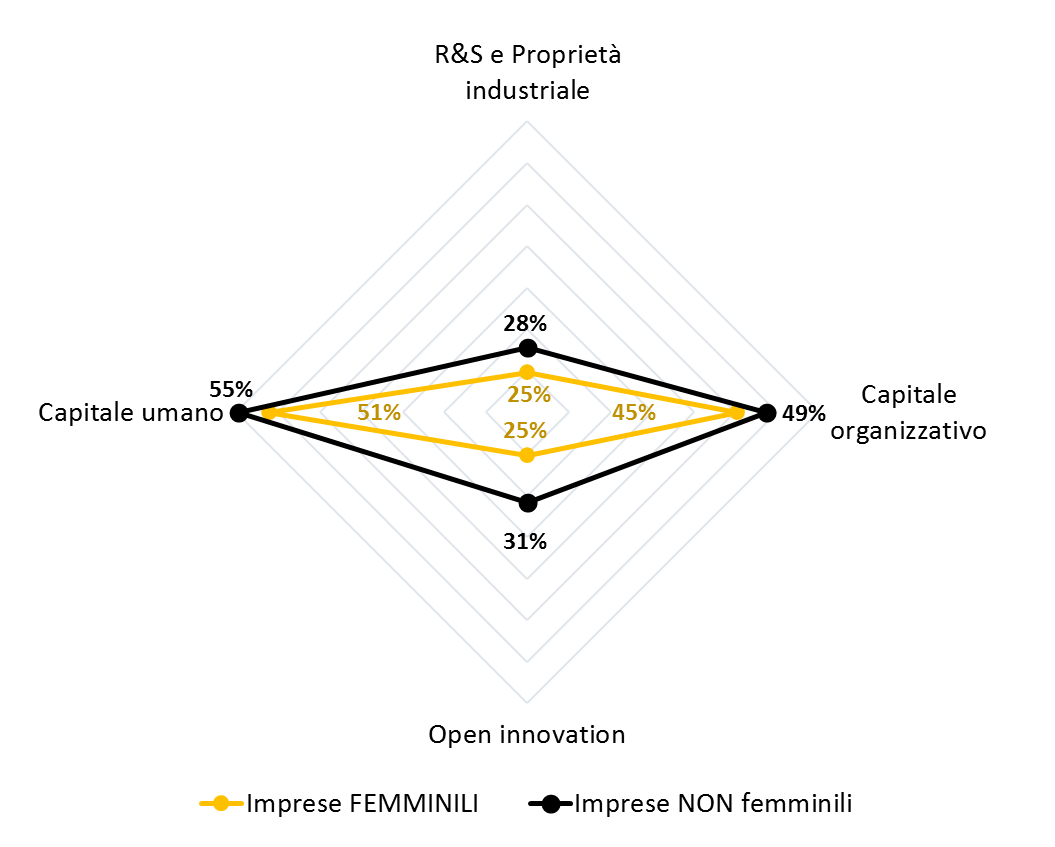 R&S e Proprietà
industriale
28%
25%
55%
Capitale umano
51%
45%
49%
Capitale
organizzativo
25%
31%
Open innovation
Imprese FEMMINILI
Imprese NON femminili